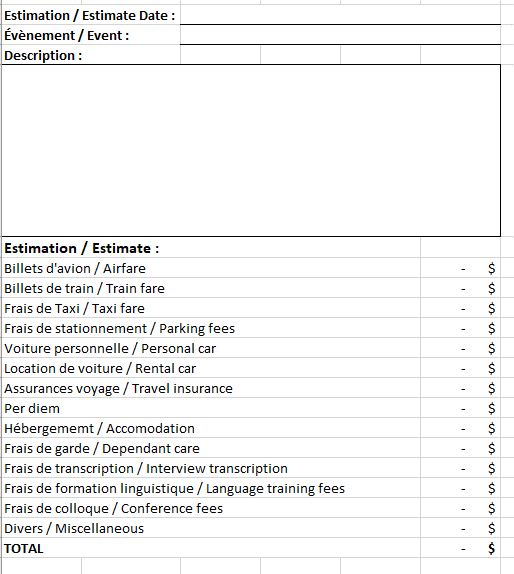 Estimation / Estimate Date :
Évènement / Event :
Description :
Estimation / Estimate :
Billets d'avion / Airfare - $
Billets de train / Train fare - $
Frais de Taxi / Taxi fare - $
Frais de stationnement / Parking fees - $
Voiture personnelle / Personal car - $
Location de voiture / Rental car - $
Assurances voyage / Travel insurance - $
Per diem - $
Hébergememt / Accomodation - $
Frais de garde / Dependant care - $
Frais de transcription / Interview transcription - $
Frais de formation linguistique / Language training fees - $
Frais de colloque / Conference fees - $
Divers / Miscellaneous - $
TOTAL - $